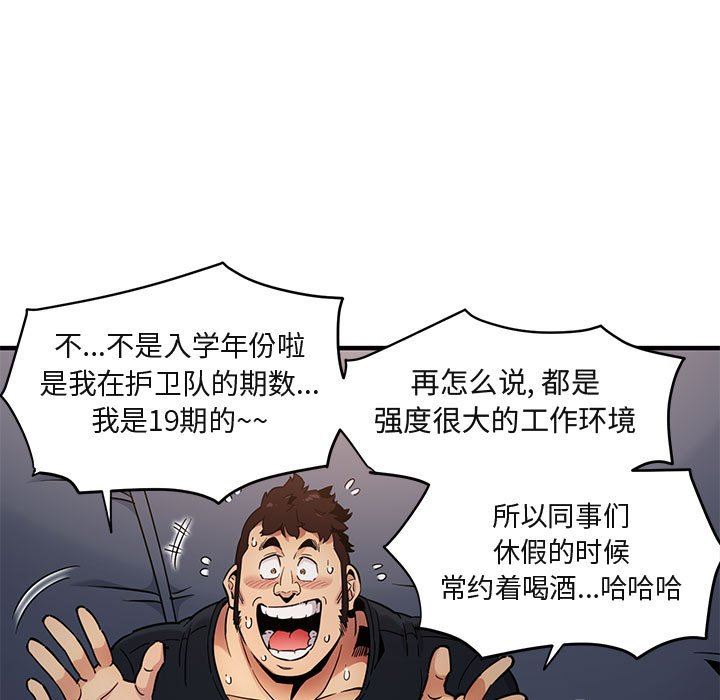 不...不是入学年份啦
是我在护卫队的期数...
我是19期的~~
再怎么说, 都是
强度很大的工作环境
所以同事们
休假的时候
常约着喝酒...哈哈哈